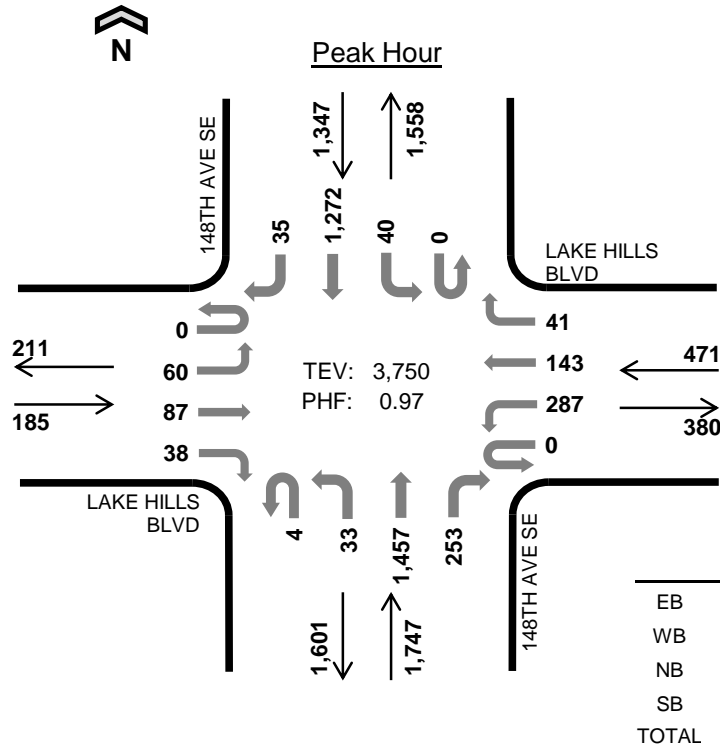 N
Peak Hour
148TH AVE SE
1,347
1,558
35
1,272
40
0
LAKE HILLS
BLVD
0
41
211
60
TEV: 3,750
143
471
185
87
PHF: 0.97
287
380
38
0
LAKE HILLS
BLVD
4
33
1,457
253
148TH AVE SE
1,601
1,747
EB
WB
NB
SB
TOTAL